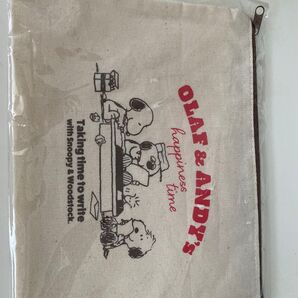 OLAF & ANDY's
happiness
time
Taking time to write
with Snoopy & Woodstock.